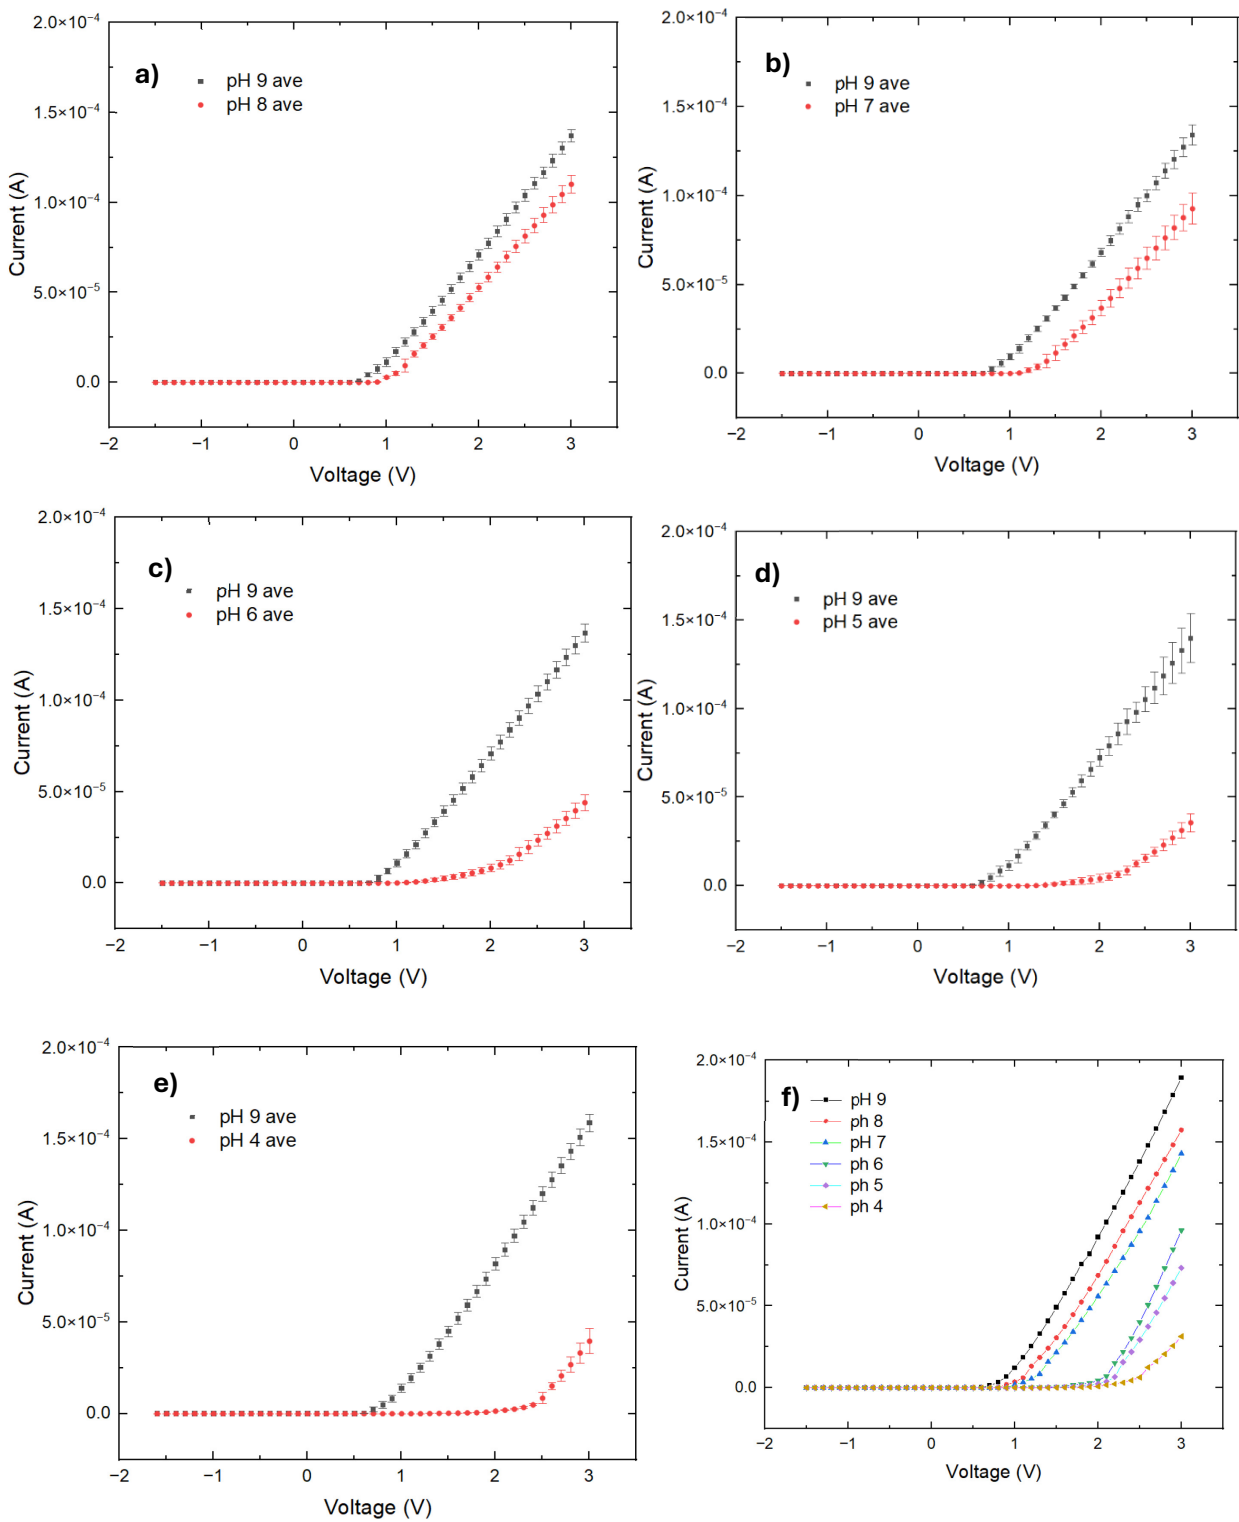 a)
pH 9 ave
pH 8 ave
2.0×10⁻⁴
1.5×10⁻⁴
1.0×10⁻⁴
5.0×10⁻⁵
0.0
Current (A)
−2 −1 0 1 2 3
Voltage (V)
b)
pH 9 ave
pH 7 ave
2.0×10⁻⁴
1.5×10⁻⁴
1.0×10⁻⁴
5.0×10⁻⁵
0.0
Current (A)
−2 −1 0 1 2 3
Voltage (V)
c)
pH 9 ave
pH 6 ave
2.0×10⁻⁴
1.5×10⁻⁴
1.0×10⁻⁴
5.0×10⁻⁵
0.0
Current (A)
−2 −1 0 1 2 3
Voltage (V)
d)
pH 9 ave
pH 5 ave
2.0×10⁻⁴
1.5×10⁻⁴
1.0×10⁻⁴
5.0×10⁻⁵
0.0
Current (A)
−2 −1 0 1 2 3
Voltage (V)
e)
pH 9 ave
pH 4 ave
2.0×10⁻⁴
1.5×10⁻⁴
1.0×10⁻⁴
5.0×10⁻⁵
0.0
Current (A)
−2 −1 0 1 2 3
Voltage (V)
f)
pH 9
ph 8
pH 7
ph 6
ph 5
ph 4
2.0×10⁻⁴
1.5×10⁻⁴
1.0×10⁻⁴
5.0×10⁻⁵
0.0
Current (A)
−2 −1 0 1 2 3
Voltage (V)